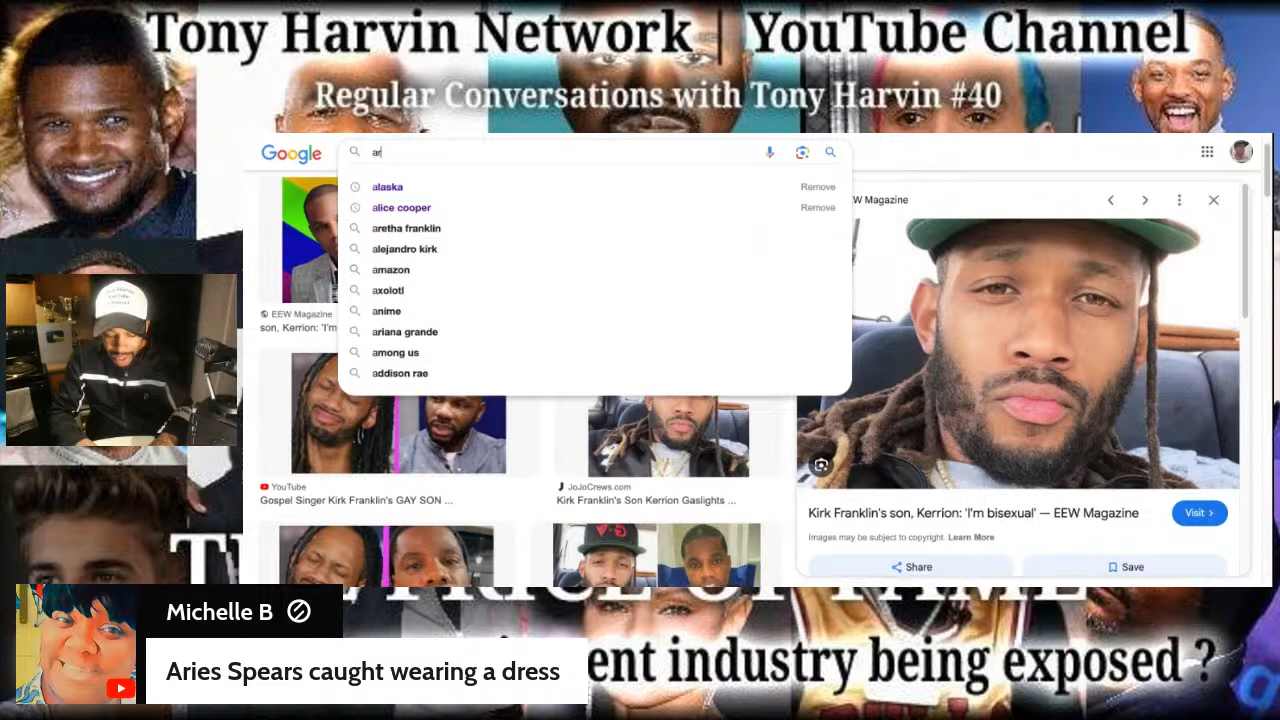 Tony Harvin Network | YouTube Channel
Regular Conversations with Tony Harvin #40
Google
ar
alaska
Remove
alice cooper
Remove
aretha franklin
alejandro kirk
amazon
axolotl
anime
ariana grande
among us
addison rae
EEW Magazine
son, Kerrion: 'I'm
YouTube
Gospel Singer Kirk Franklin's GAY SON ...
JoJoCrews.com
Kirk Franklin's Son Kerrion Gaslights ...
EW Magazine
Kirk Franklin's son, Kerrion: 'I'm bisexual' — EEW Magazine
Visit >
Images may be subject to copyright. Learn More
Share
Save
PRICE OF FAME
ent industry being exposed ?
Michelle B
Aries Spears caught wearing a dress